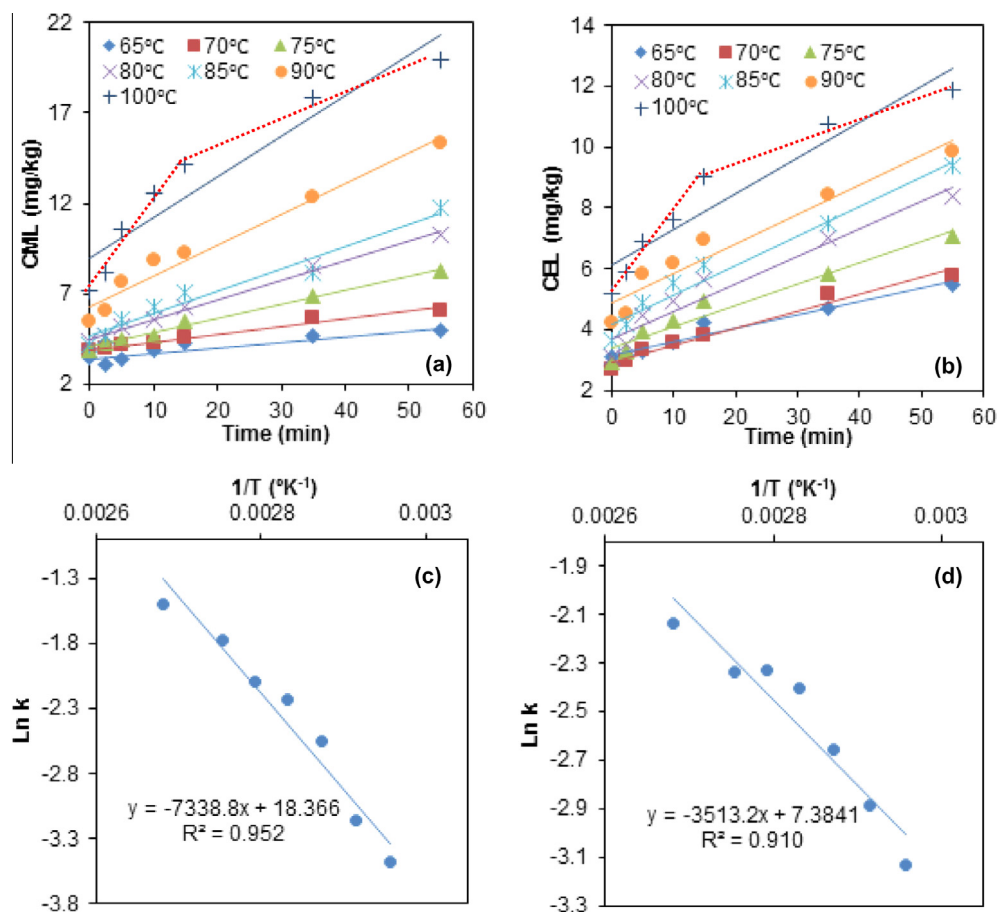 22
17
12
7
2
CML (mg/kg)
65ºC 70ºC 75ºC
80ºC 85ºC 90ºC
100ºC
(a)
0 10 20 30 40 50 60
Time (min)
14
12
10
8
6
4
2
CEL (mg/kg)
65ºC 70ºC 75ºC
80ºC 85ºC 90ºC
100ºC
(b)
0 10 20 30 40 50 60
Time (min)
1/T (ºK-1)
0.0026 0.0028 0.003
-1.3
-1.8
-2.3
-2.8
-3.3
-3.8
Ln k
(c)
y = -7338.8x + 18.366
R² = 0.952
1/T (ºK-1)
0.0026 0.0028 0.003
-1.9
-2.1
-2.3
-2.5
-2.7
-2.9
-3.1
-3.3
Ln k
(d)
y = -3513.2x + 7.3841
R² = 0.910